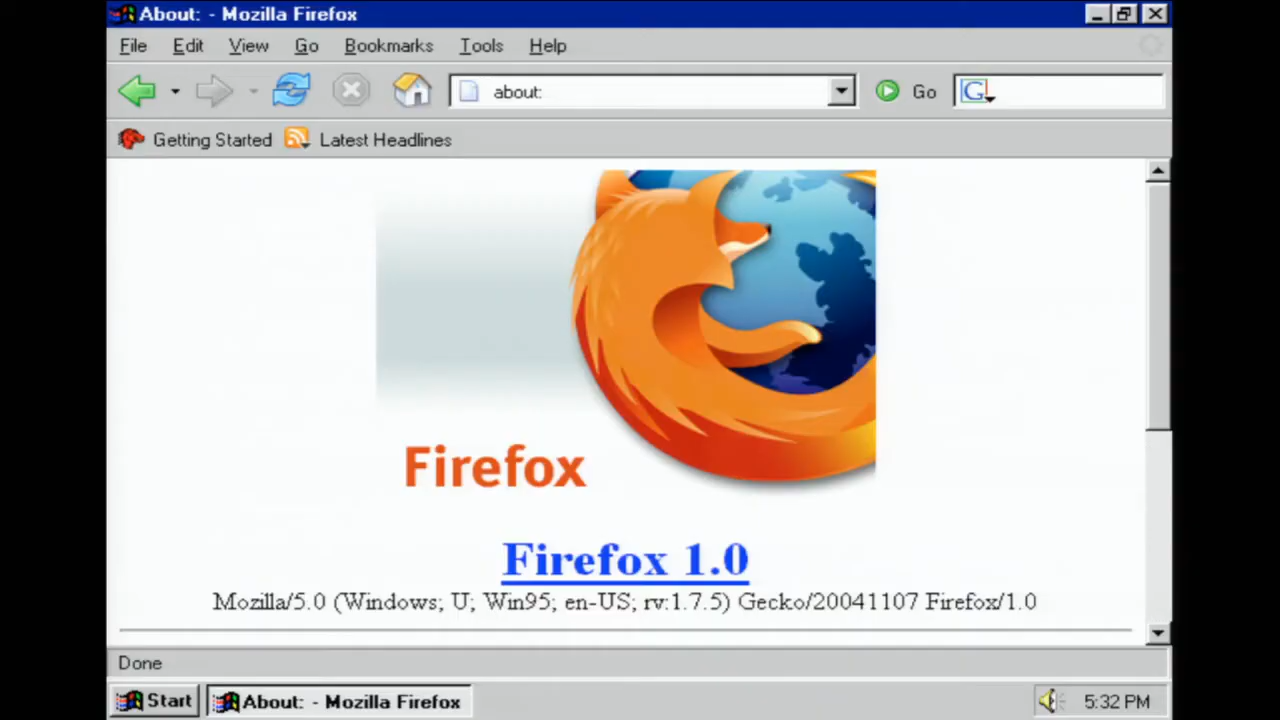 About: - Mozilla Firefox
File Edit View Go Bookmarks Tools Help
about: Go G
Getting Started Latest Headlines
Firefox
Firefox 1.0
Mozilla/5.0 (Windows; U; Win95; en-US; rv:1.7.5) Gecko/20041107 Firefox/1.0
Done
Start About: - Mozilla Firefox 5:32 PM